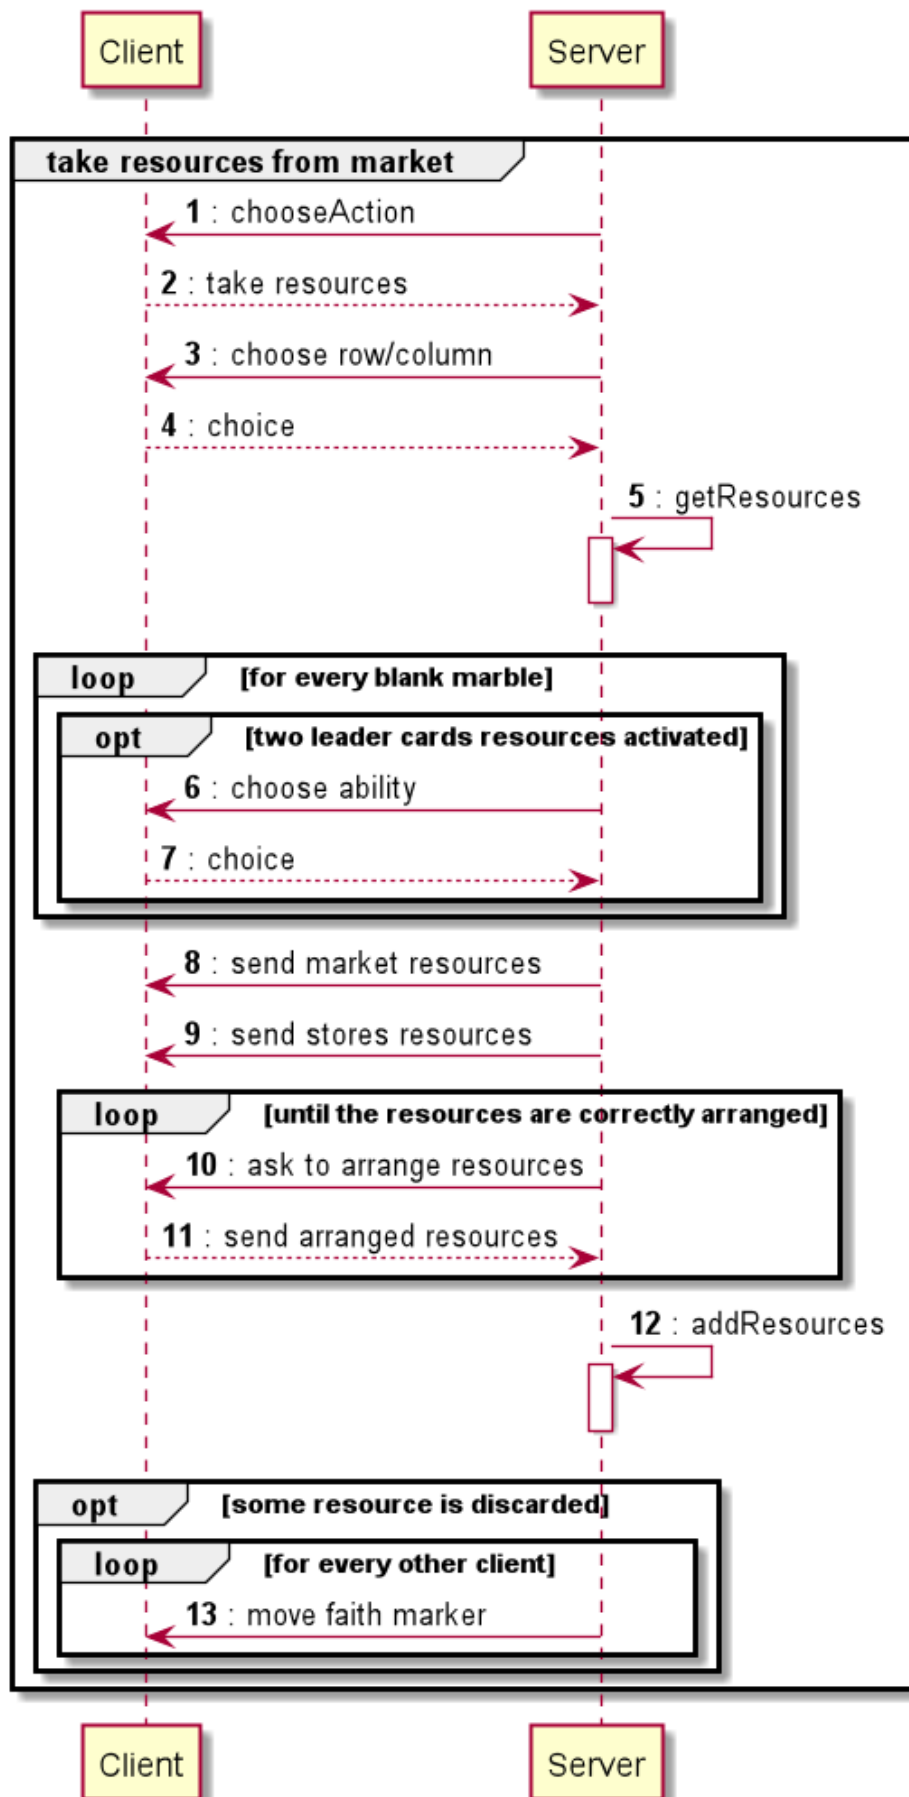 Client Server
take resources from market
1 : chooseAction
2 : take resources
3 : choose row/column
4 : choice
5 : getResources
loop [for every blank marble]
opt [two leader cards resources activated]
6 : choose ability
7 : choice
8 : send market resources
9 : send stores resources
loop [until the resources are correctly arranged]
10 : ask to arrange resources
11 : send arranged resources
12 : addResources
opt [some resource is discarded]
loop [for every other client]
13 : move faith marker
Client Server